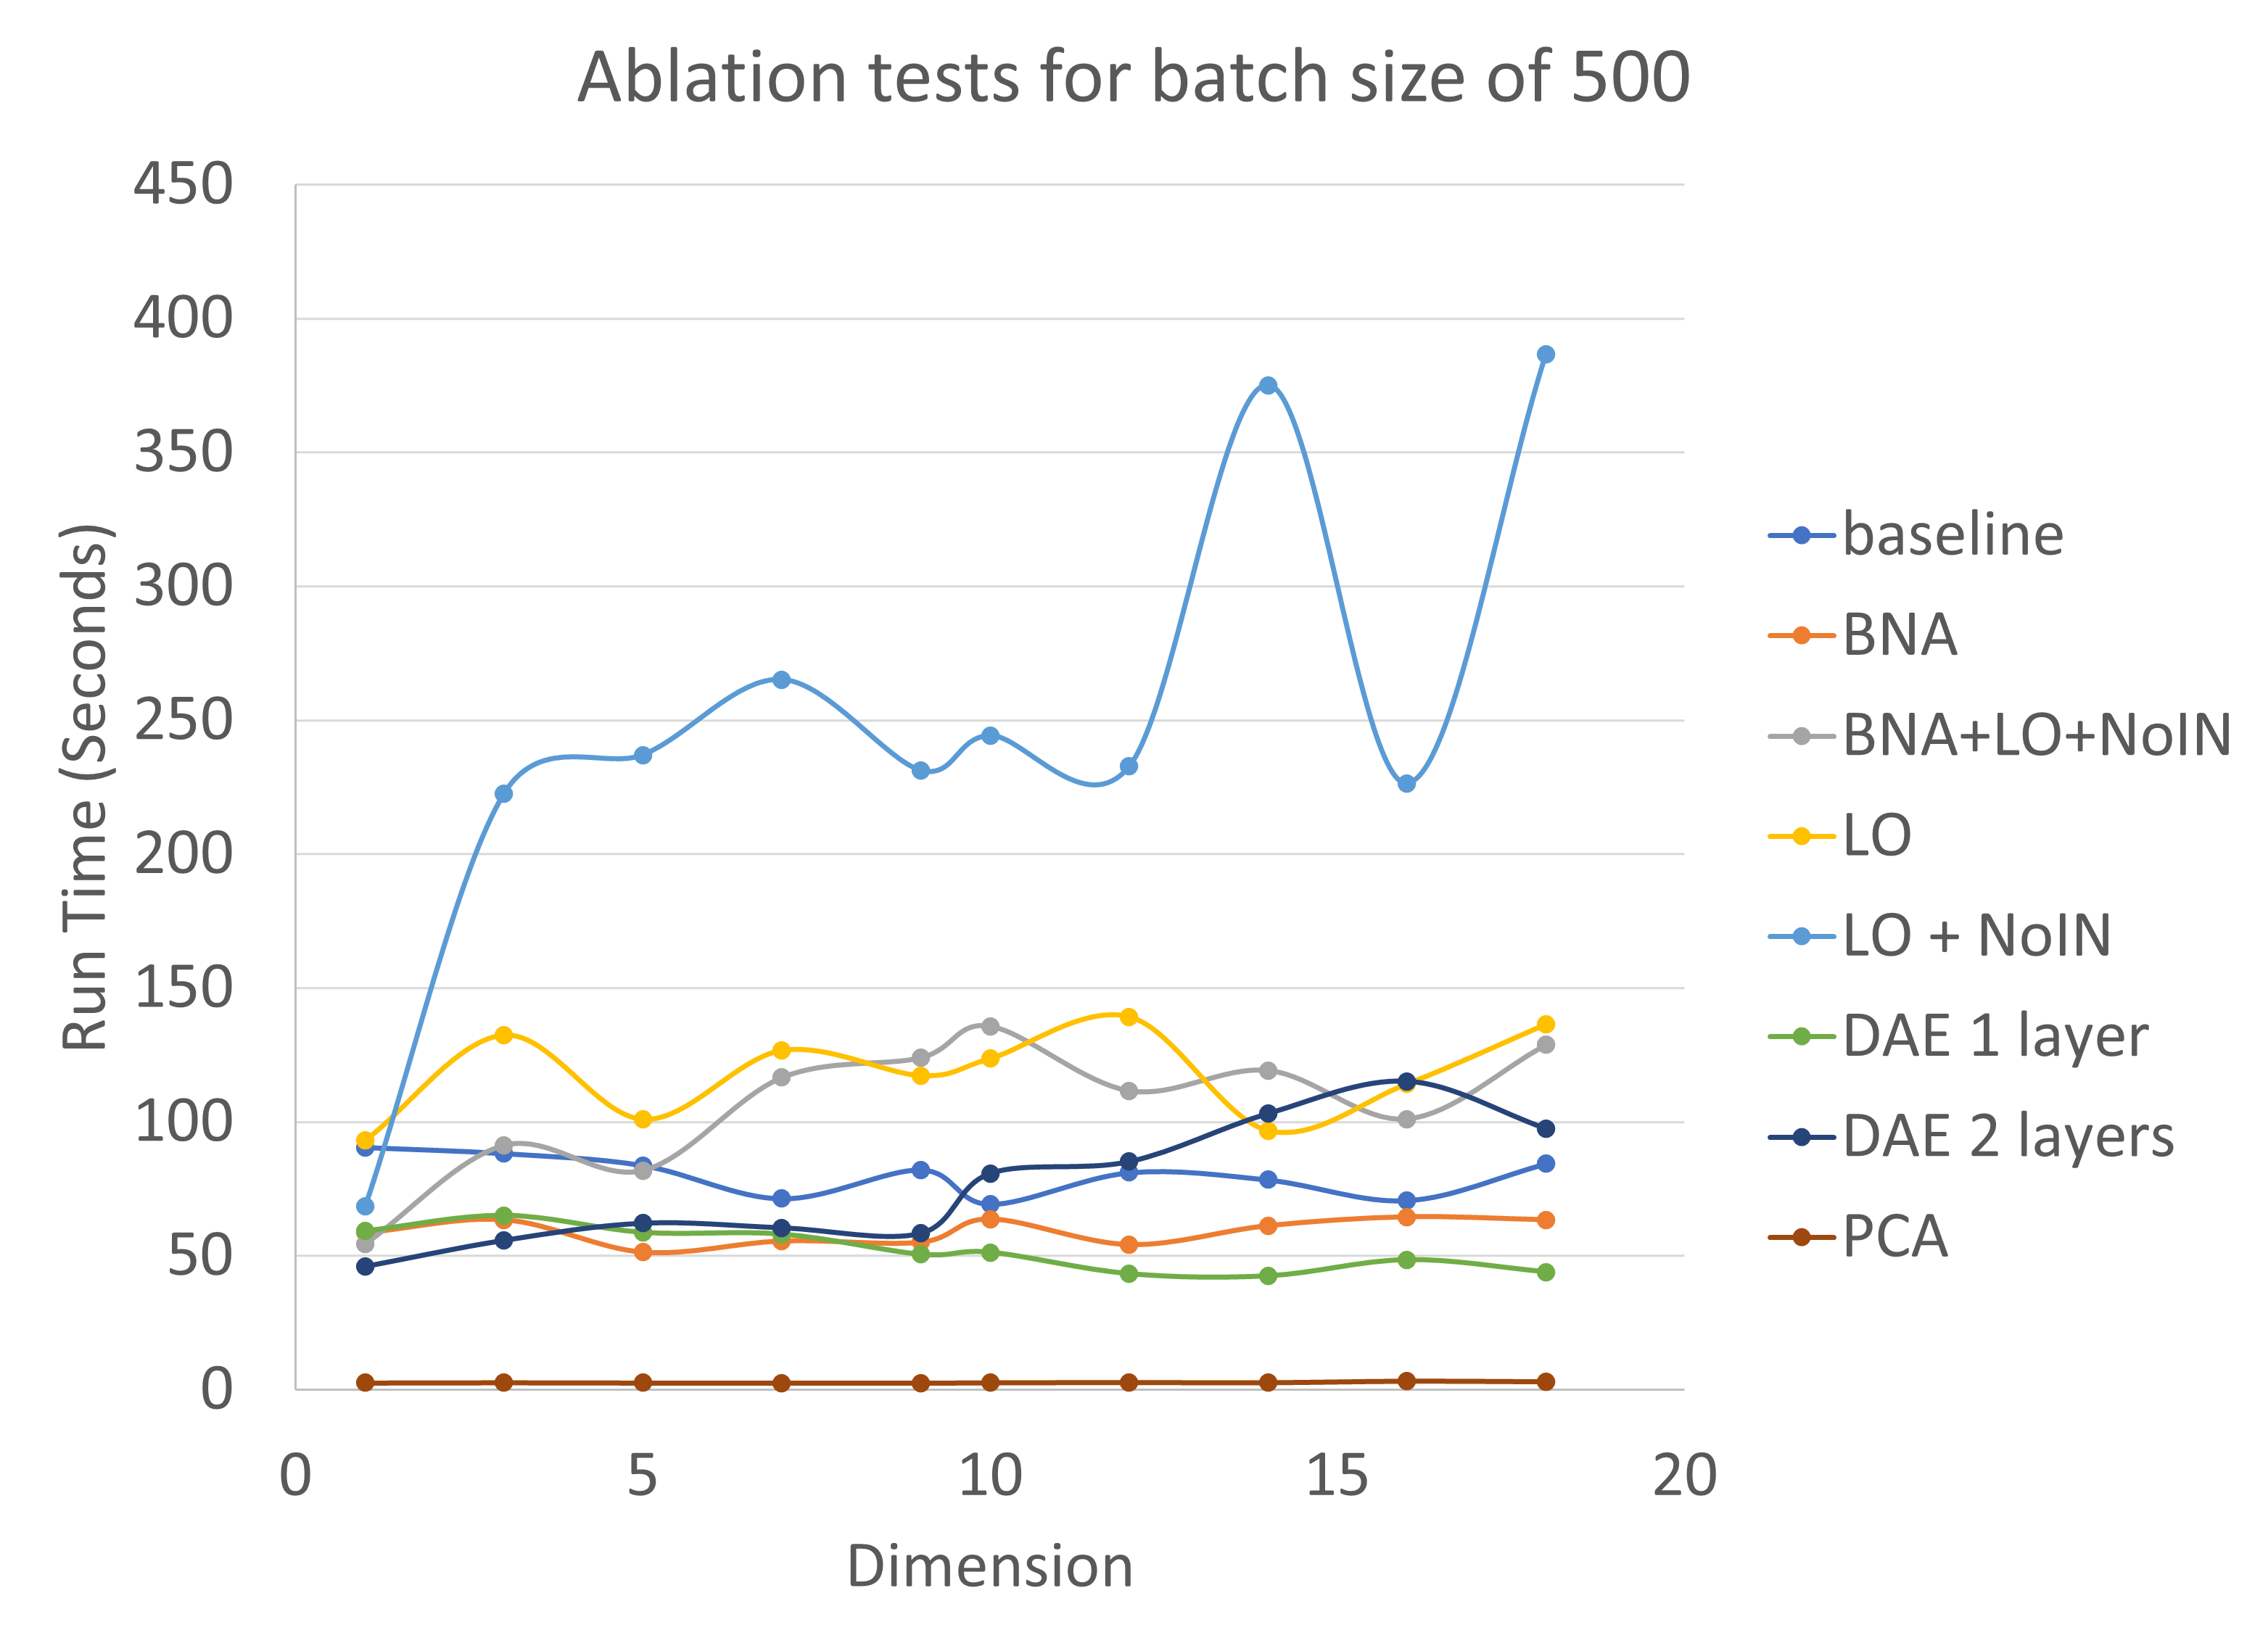 Ablation tests for batch size of 500
450
400
350
300
250
200
150
100
50
0
Run Time (Seconds)
0 5 10 15 20
Dimension
baseline
BNA
BNA+LO+NoIN
LO
LO + NoIN
DAE 1 layer
DAE 2 layers
PCA